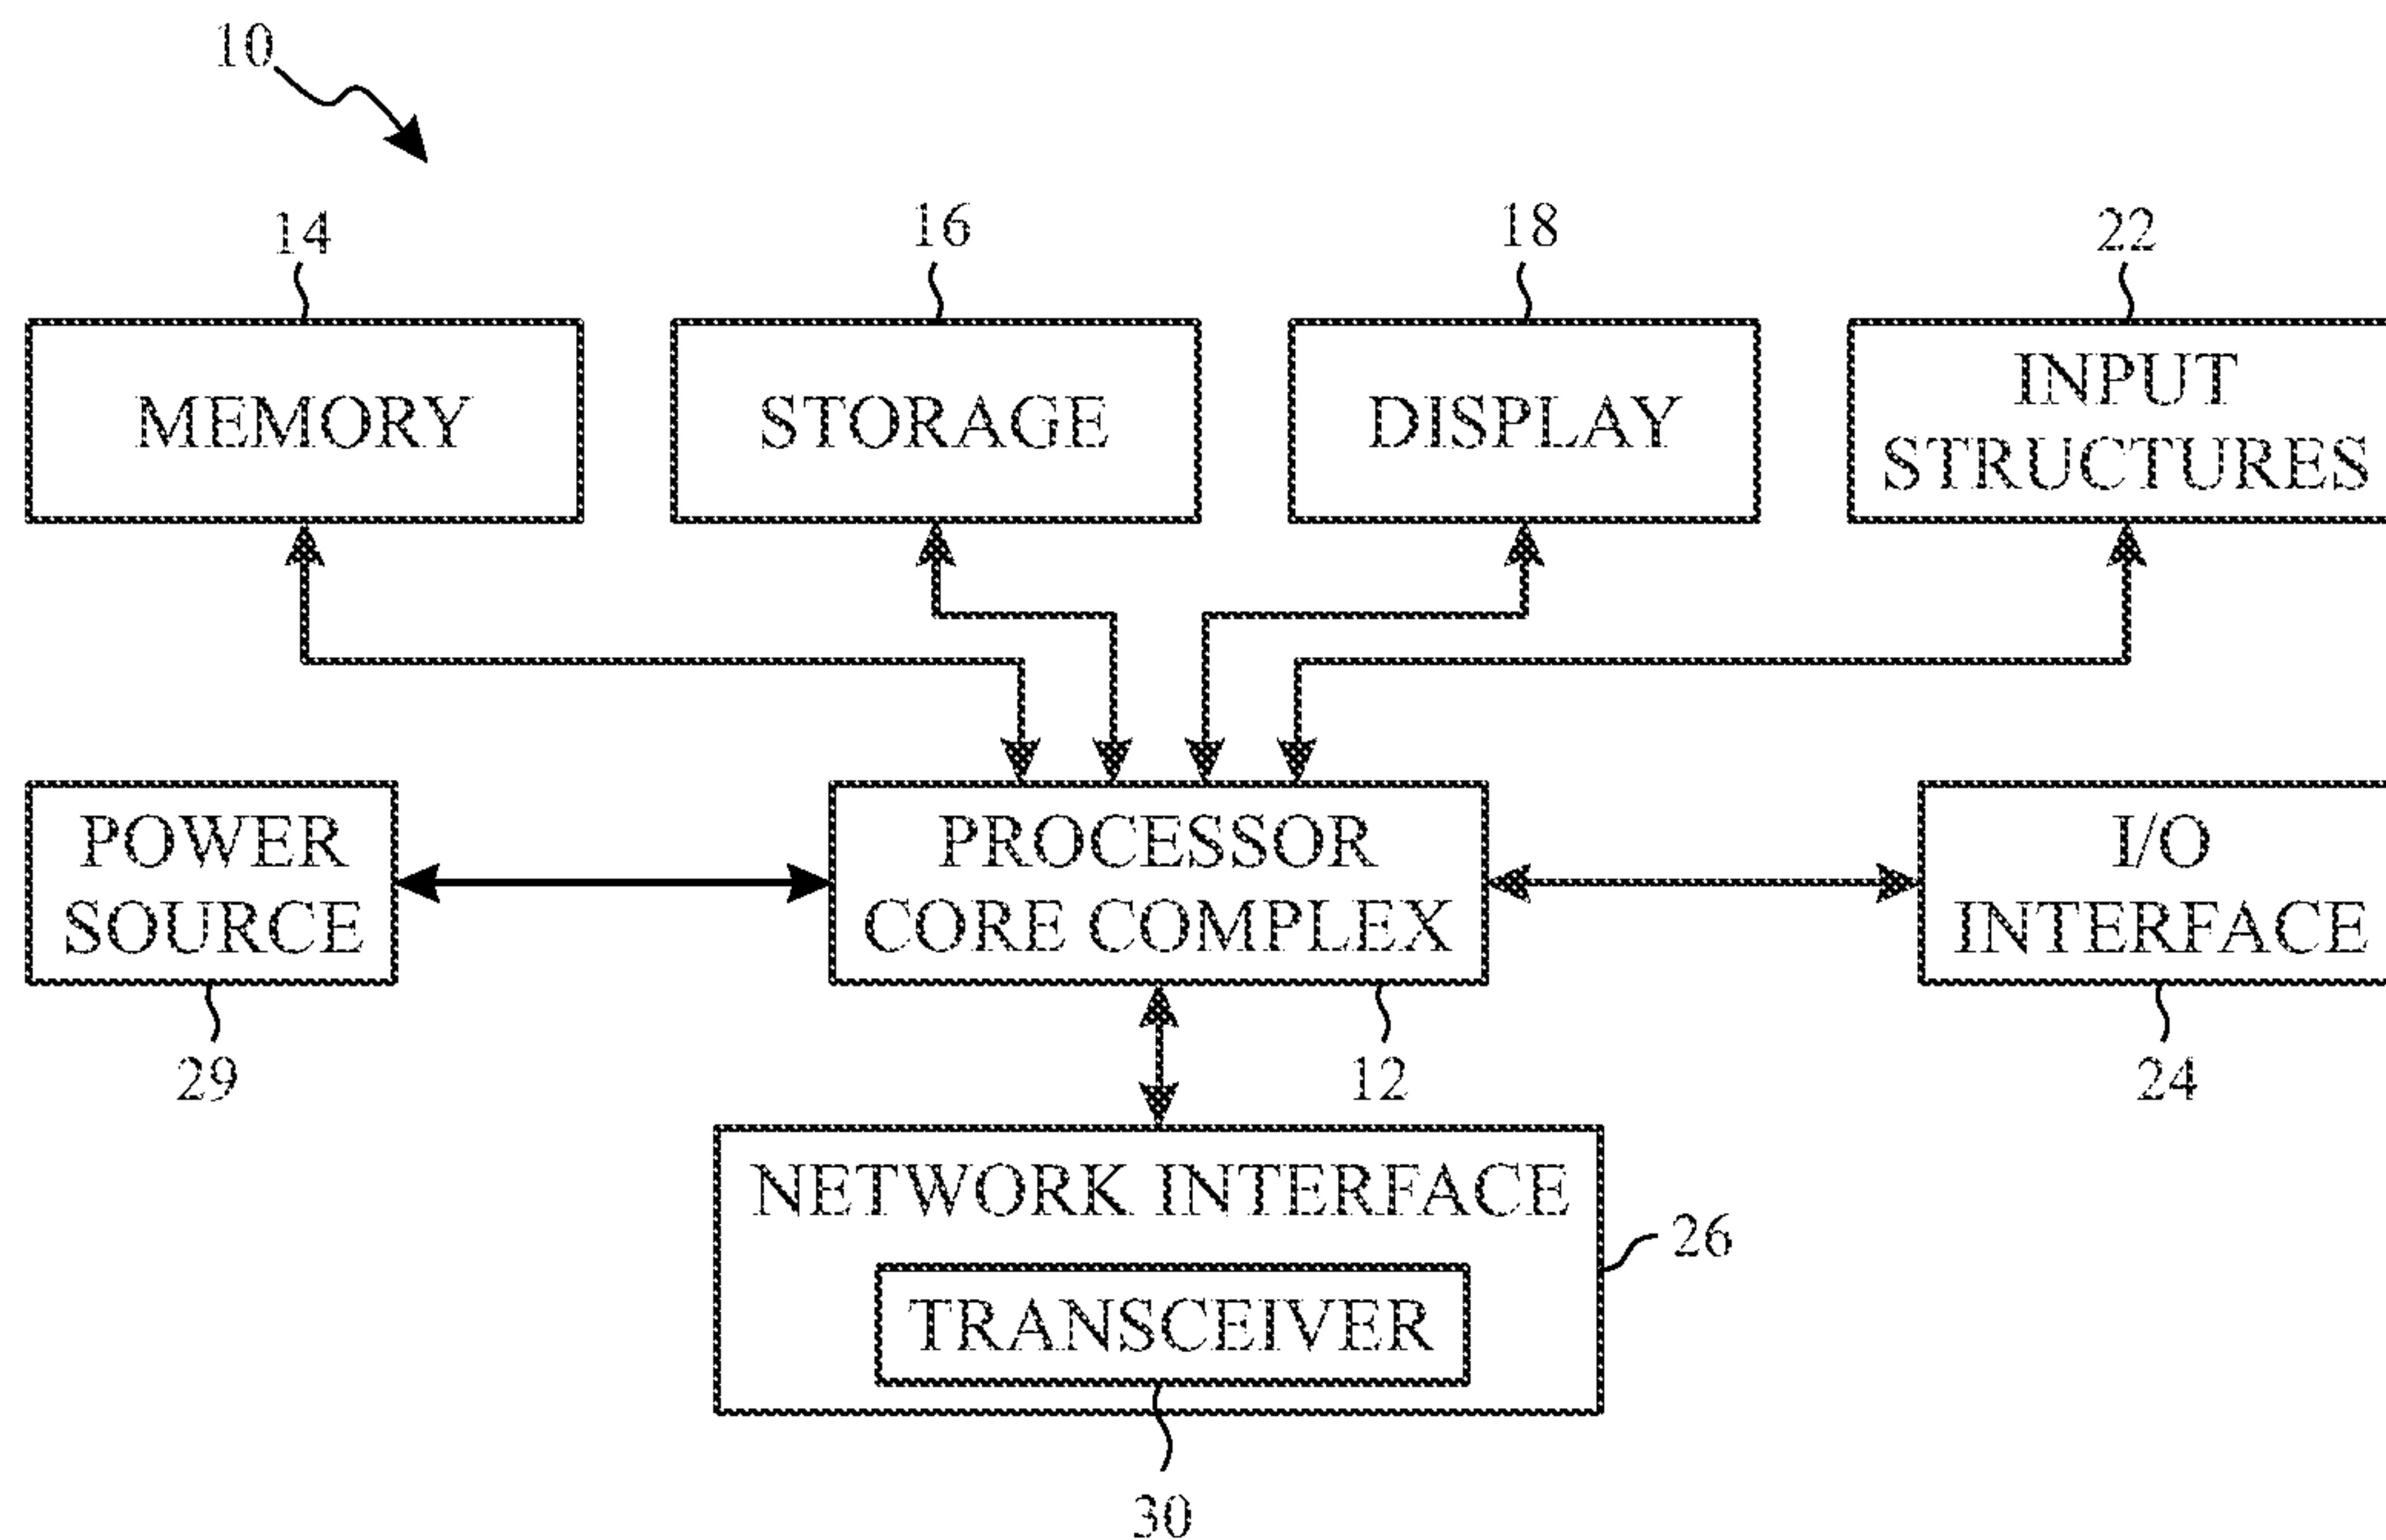 10
14
16
18
22
MEMORY
STORAGE
DISPLAY
INPUT
STRUCTURES
POWER
SOURCE
PROCESSOR
CORE COMPLEX
I/O
INTERFACE
29
12
24
NETWORK INTERFACE
26
TRANSCEIVER
30